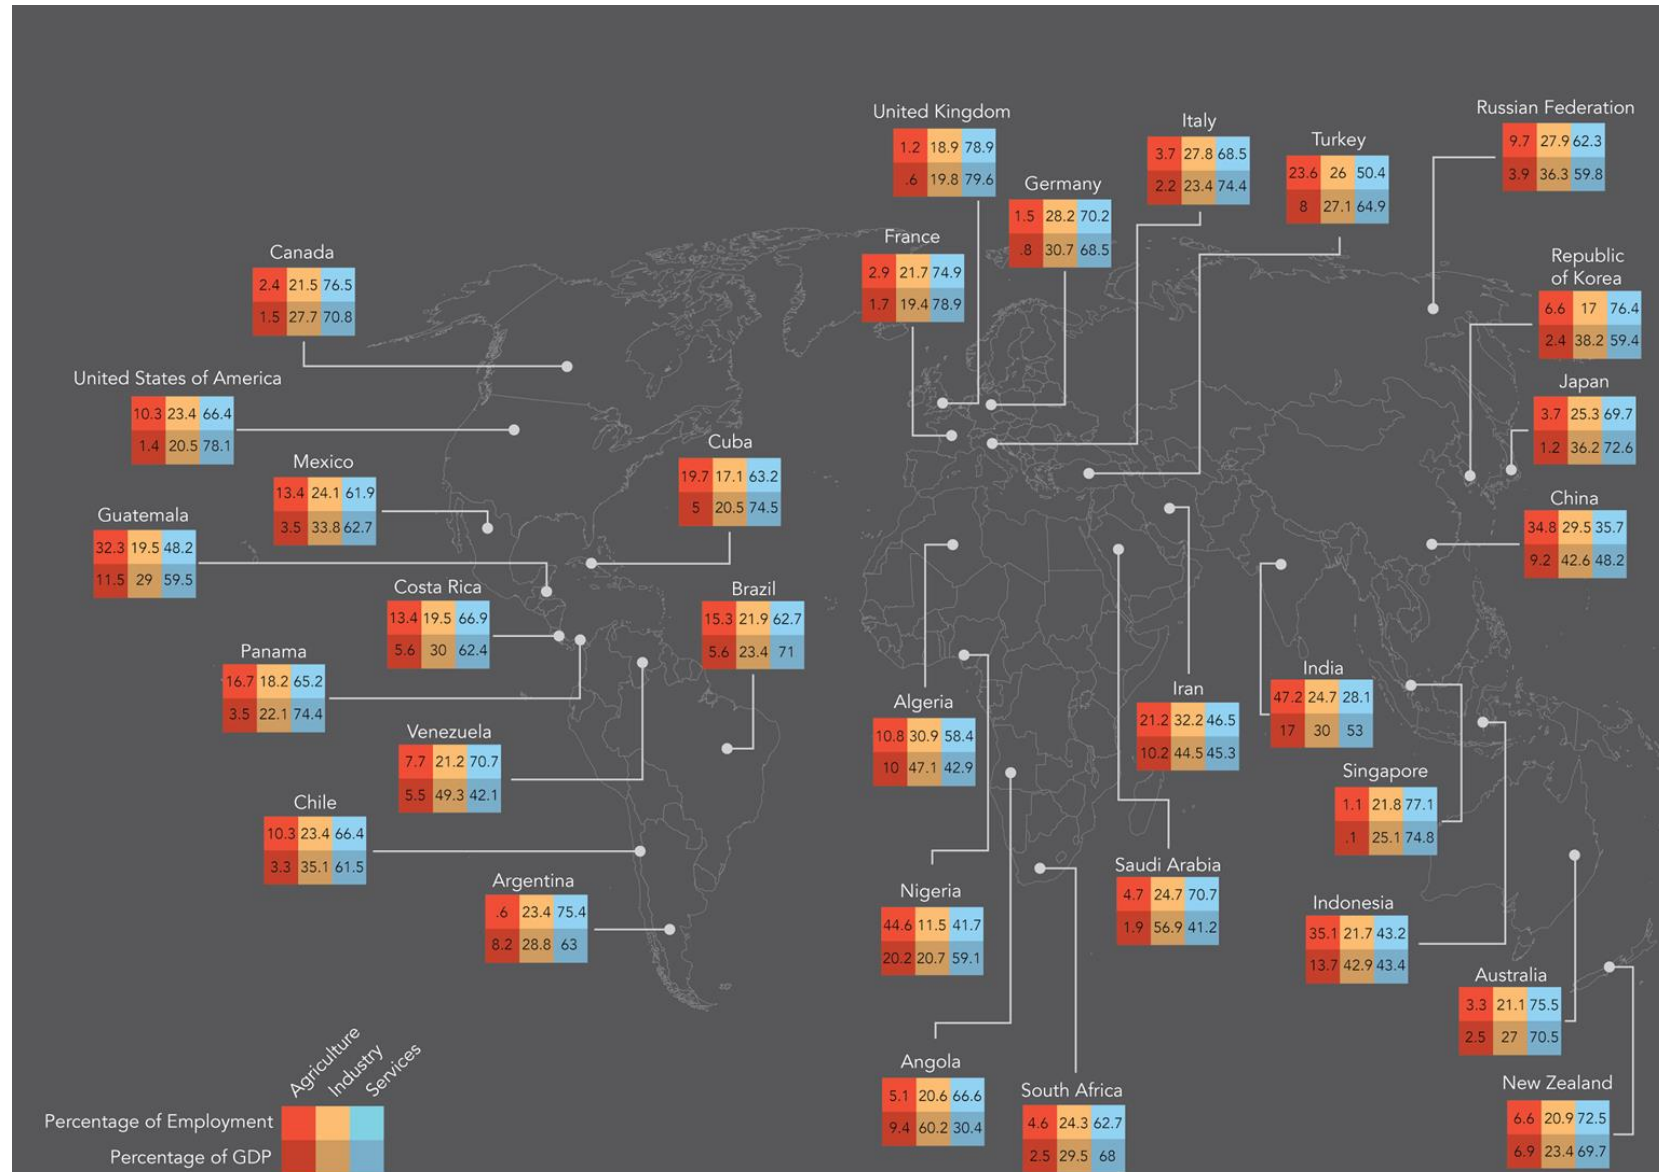 United Kingdom
1.2 18.9 78.9
.6 19.8 79.6
Italy
3.7 27.8 68.5
2.2 23.4 74.4
Turkey
23.6 26 50.4
8 27.1 64.9
Russian Federation
9.7 27.9 62.3
3.9 36.3 59.8
Germany
1.5 28.2 70.2
.8 30.7 68.5
France
2.9 21.7 74.9
1.7 19.4 78.9
Canada
2.4 21.5 76.5
1.5 27.7 70.8
Republic
of Korea
6.6 17 76.4
2.4 38.2 59.4
United States of America
10.3 23.4 66.4
1.4 20.5 78.1
Japan
3.7 25.3 69.7
1.2 36.2 72.6
Cuba
19.7 17.1 63.2
5 20.5 74.5
Mexico
13.4 24.1 61.9
3.5 33.8 62.7
China
34.8 29.5 35.7
9.2 42.6 48.2
Guatemala
32.3 19.5 48.2
11.5 29 59.5
Costa Rica
13.4 19.5 66.9
5.6 30 62.4
Brazil
15.3 21.9 62.7
5.6 23.4 71
Panama
16.7 18.2 65.2
3.5 22.1 74.4
India
47.2 24.7 28.1
17 30 53
Iran
21.2 32.2 46.5
10.2 44.5 45.3
Algeria
10.8 30.9 58.4
10 47.1 42.9
Venezuela
7.7 21.2 70.7
5.5 49.3 42.1
Singapore
1.1 21.8 77.1
.1 25.1 74.8
Chile
10.3 23.4 66.4
3.3 35.1 61.5
Saudi Arabia
4.7 24.7 70.7
1.9 56.9 41.2
Argentina
.6 23.4 75.4
8.2 28.8 63
Nigeria
44.6 11.5 41.7
20.2 20.7 59.1
Indonesia
35.1 21.7 43.2
13.7 42.9 43.4
Australia
3.3 21.1 75.5
2.5 27 70.5
Angola
5.1 20.6 66.6
9.4 60.2 30.4
South Africa
4.6 24.3 62.7
2.5 29.5 68
New Zealand
6.6 20.9 72.5
6.9 23.4 69.7
Agriculture
Industry
Services
Percentage of Employment
Percentage of GDP